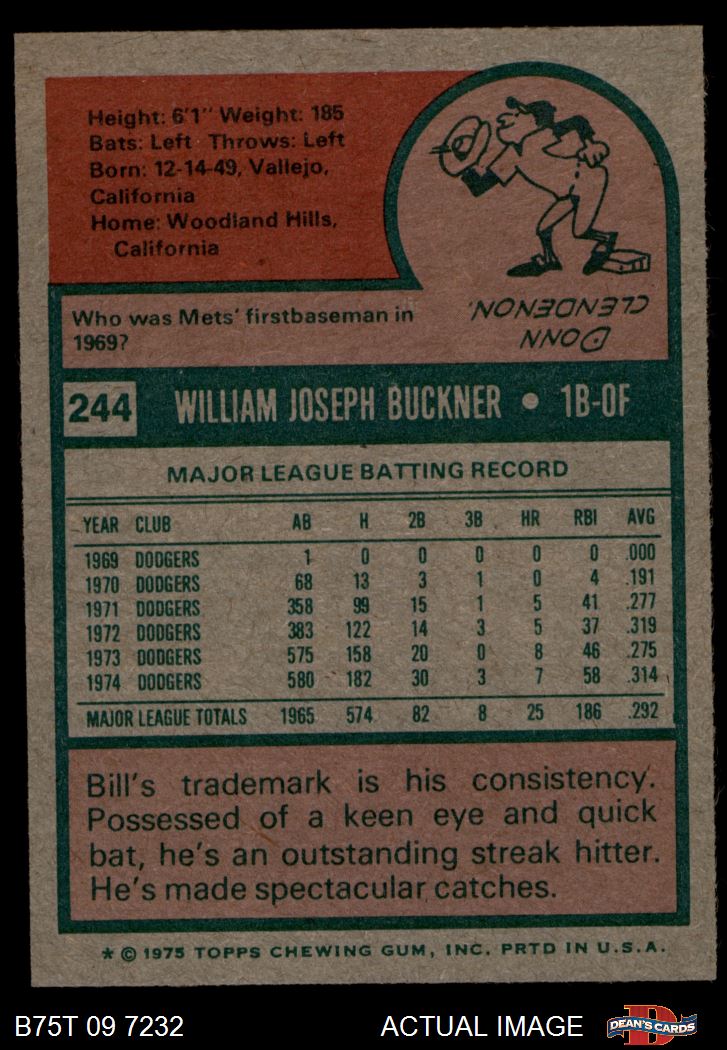 Height: 6'1" Weight: 185
Bats: Left Throws: Left
Born: 12-14-49, Vallejo,
California
Home: Woodland Hills,
California
Who was Mets' firstbaseman in
1969?
DONN
CLENDENON.
244 WILLIAM JOSEPH BUCKNER • 1B-OF
MAJOR LEAGUE BATTING RECORD
YEAR CLUB AB H 2B 3B HR RBI AVG
1969 DODGERS 1 0 0 0 0 0 .000
1970 DODGERS 68 13 3 1 0 4 .191
1971 DODGERS 358 99 15 1 5 41 .277
1972 DODGERS 383 122 14 3 5 37 .319
1973 DODGERS 575 158 20 0 8 46 .275
1974 DODGERS 580 182 30 3 7 58 .314
MAJOR LEAGUE TOTALS 1965 574 82 8 25 186 .292
Bill's trademark is his consistency.
Possessed of a keen eye and quick
bat, he's an outstanding streak hitter.
He's made spectacular catches.
* © 1975 TOPPS CHEWING GUM, INC. PRTD IN U.S.A.
B75T 09 7232 ACTUAL IMAGE DEAN'S CARDS